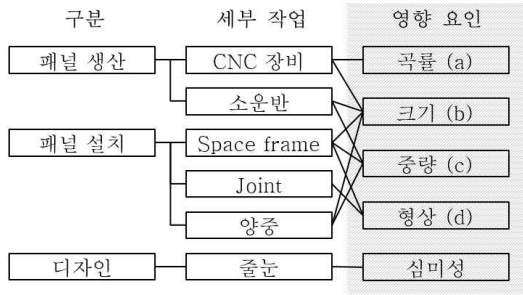 구분 세부 작업 영향 요인
패널 생산 CNC 장비 곡률 (a)
소운반 크기 (b)
패널 설치 Space frame 중량 (c)
Joint 형상 (d)
양중
디자인 줄눈 심미성